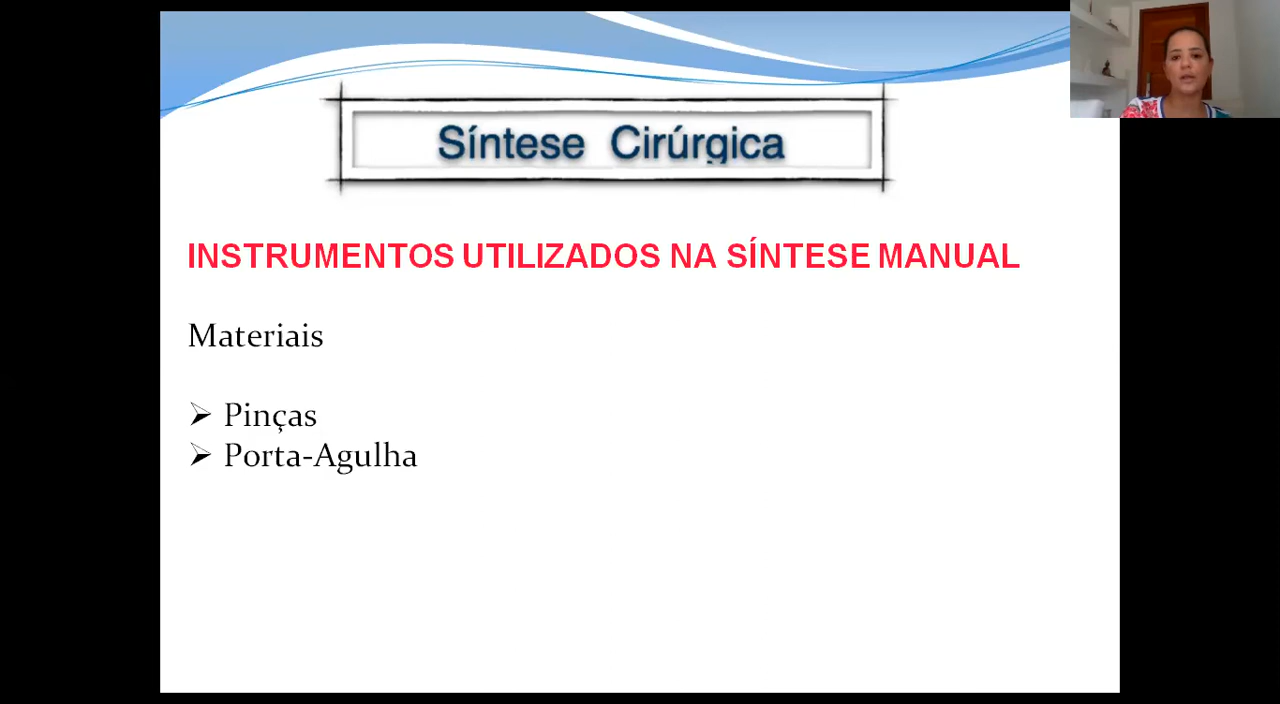 Síntese Cirúrgica
INSTRUMENTOS UTILIZADOS NA SÍNTESE MANUAL
Materiais
➢ Pinças
➢ Porta-Agulha